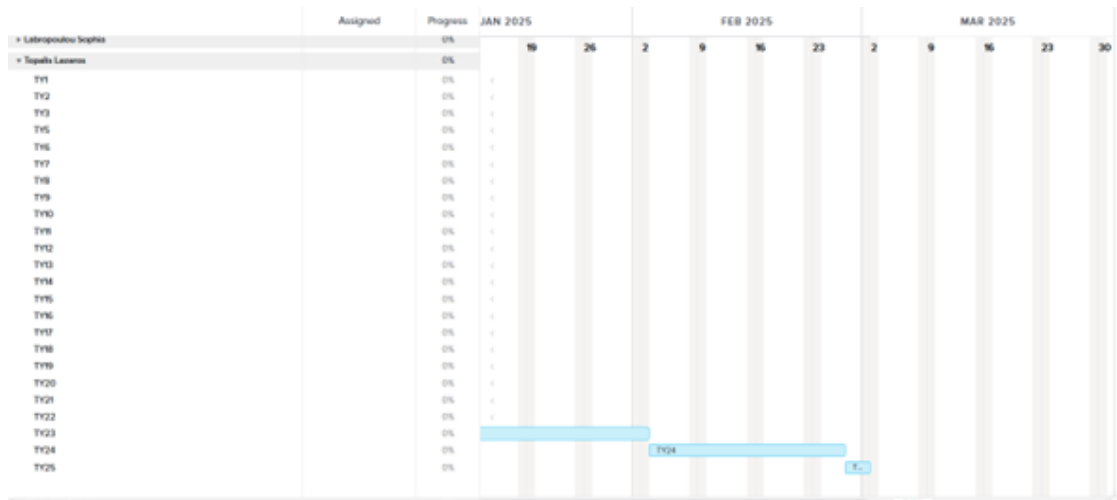 Assigned Progress JAN 2025 FEB 2025 MAR 2025
19 26 2 9 16 23 2 9 16 23 30
Labropoulou Sophia 0%
Topalis Lazaros 0%
TY1 0%
TY2 0%
TY3 0%
TY5 0%
TY6 0%
TY7 0%
TY8 0%
TY9 0%
TY10 0%
TY11 0%
TY12 0%
TY13 0%
TY14 0%
TY15 0%
TY16 0%
TY17 0%
TY18 0%
TY19 0%
TY20 0%
TY21 0%
TY22 0%
TY23 0%
TY24 0% TY24
TY25 0% T...